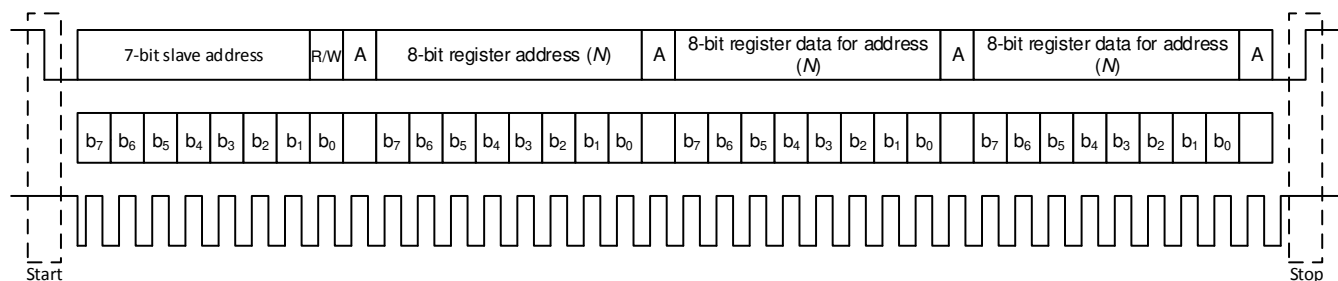 7-bit slave address R/W A 8-bit register address (N) A 8-bit register data for address (N) A 8-bit register data for address (N) A
b₇ b₆ b₅ b₄ b₃ b₂ b₁ b₀ b₇ b₆ b₅ b₄ b₃ b₂ b₁ b₀ b₇ b₆ b₅ b₄ b₃ b₂ b₁ b₀ b₇ b₆ b₅ b₄ b₃ b₂ b₁ b₀
Start Stop